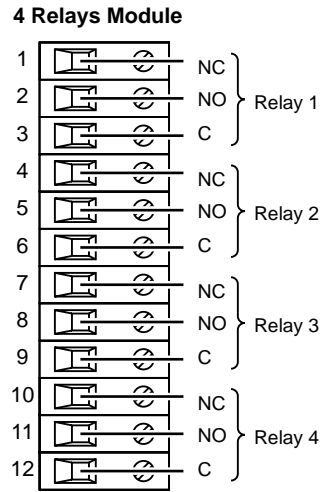 4 Relays Module
1 NC
2 NO Relay 1
3 C
4 NC
5 NO Relay 2
6 C
7 NC
8 NO Relay 3
9 C
10 NC
11 NO Relay 4
12 C